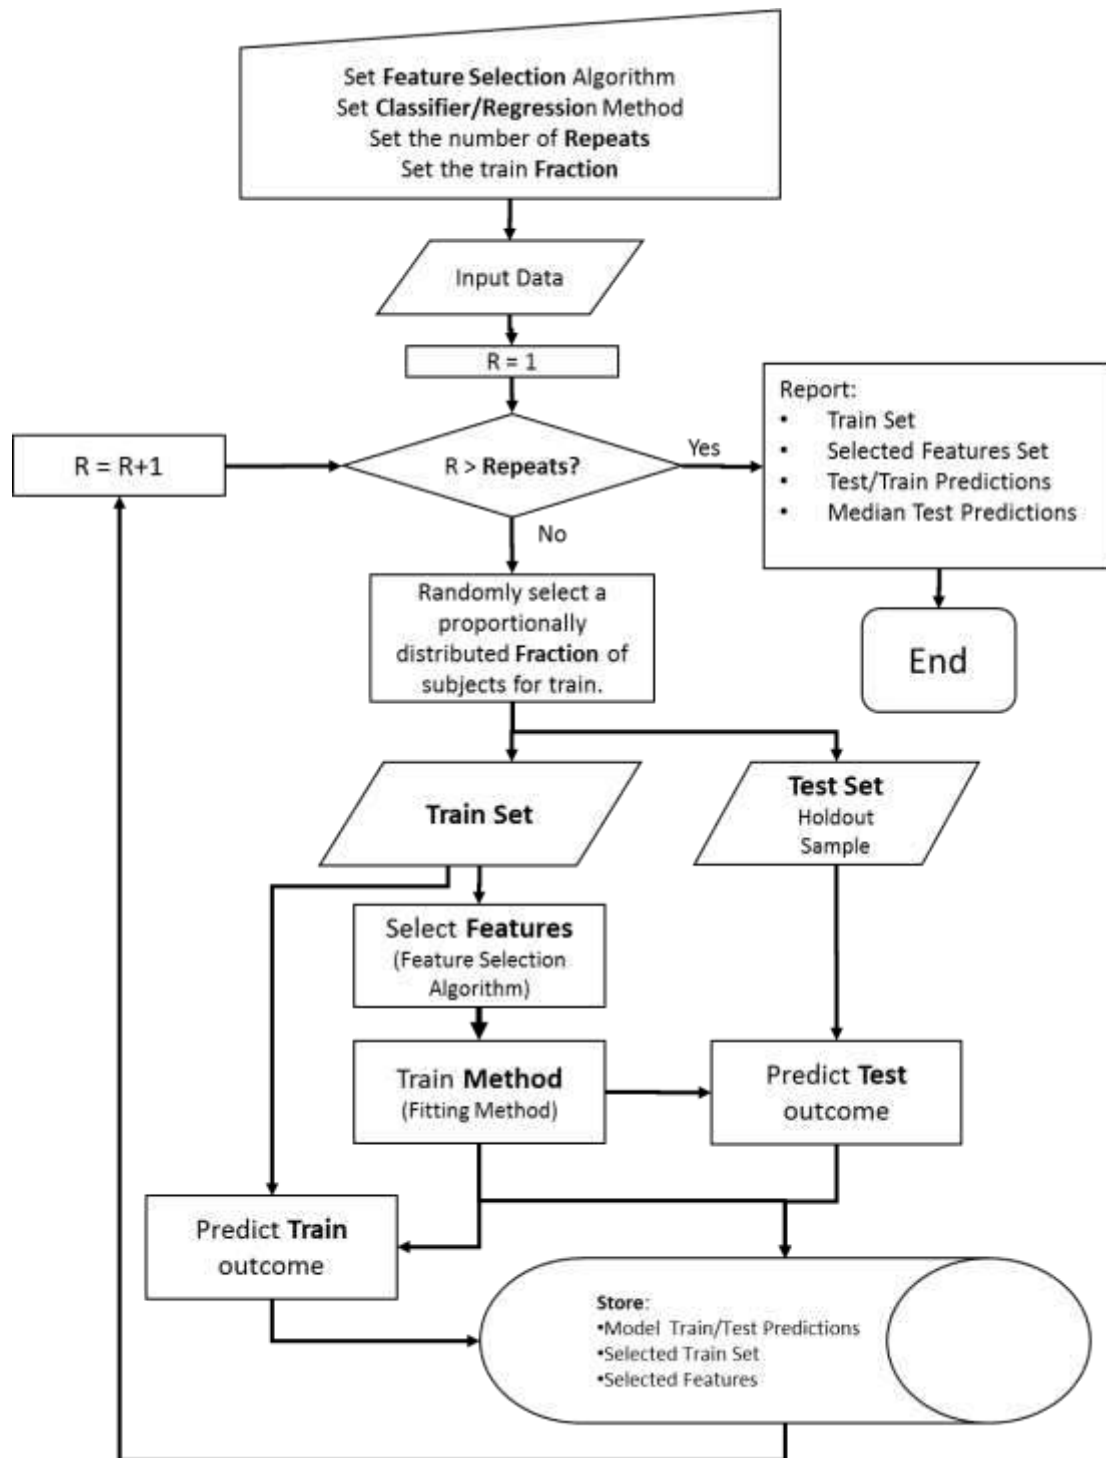 Set Feature Selection Algorithm
Set Classifier/Regression Method
Set the number of Repeats
Set the train Fraction
Input Data
R = 1
R = R+1
R > Repeats?
Yes
No
Report:
• Train Set
• Selected Features Set
• Test/Train Predictions
• Median Test Predictions
End
Randomly select a
proportionally
distributed Fraction of
subjects for train.
Train Set
Test Set
Holdout
Sample
Select Features
(Feature Selection
Algorithm)
Train Method
(Fitting Method)
Predict Test
outcome
Predict Train
outcome
Store:
•Model Train/Test Predictions
•Selected Train Set
•Selected Features